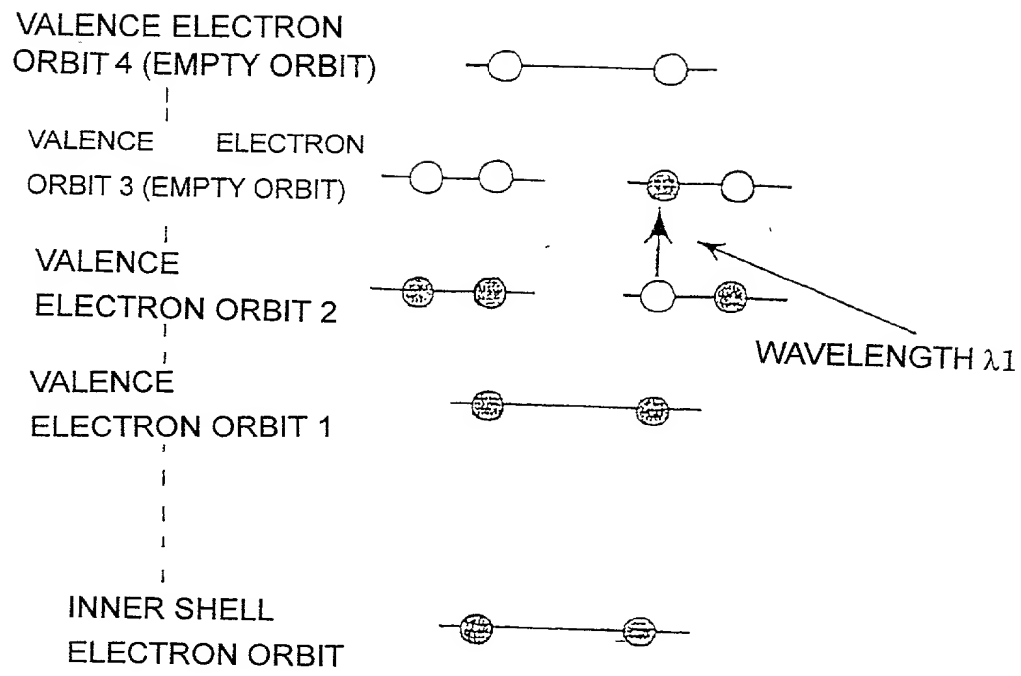 VALENCE ELECTRON
ORBIT 4 (EMPTY ORBIT)
VALENCE ELECTRON
ORBIT 3 (EMPTY ORBIT)
VALENCE
ELECTRON ORBIT 2
WAVELENGTH λ1
VALENCE
ELECTRON ORBIT 1
INNER SHELL
ELECTRON ORBIT